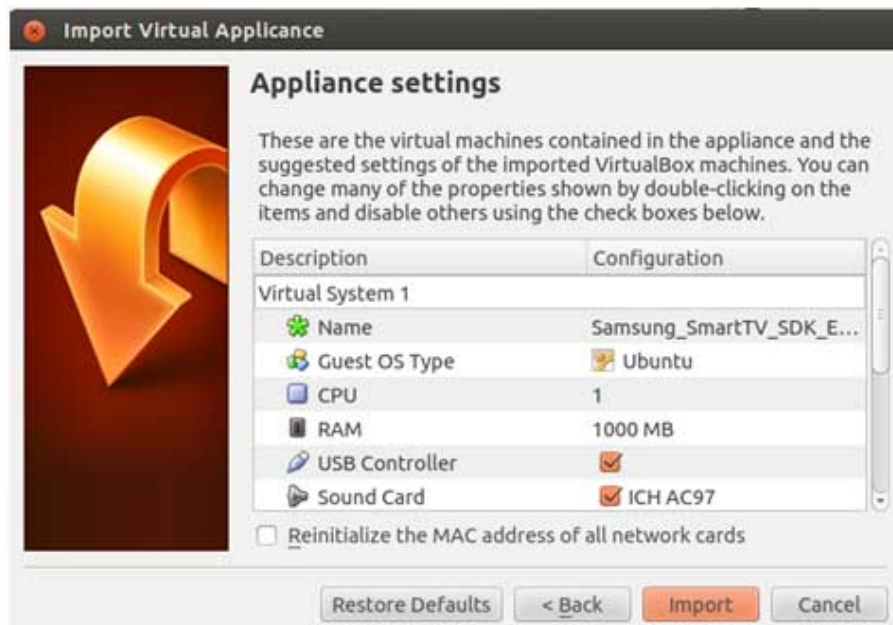 Import Virtual Applicance
Appliance settings
These are the virtual machines contained in the appliance and the
suggested settings of the imported VirtualBox machines. You can
change many of the properties shown by double-clicking on the
items and disable others using the check boxes below.
Description Configuration
Virtual System 1
Name Samsung_SmartTV_SDK_E...
Guest OS Type Ubuntu
CPU 1
RAM 1000 MB
USB Controller
Sound Card ICH AC97
Reinitialize the MAC address of all network cards
Restore Defaults < Back Import Cancel